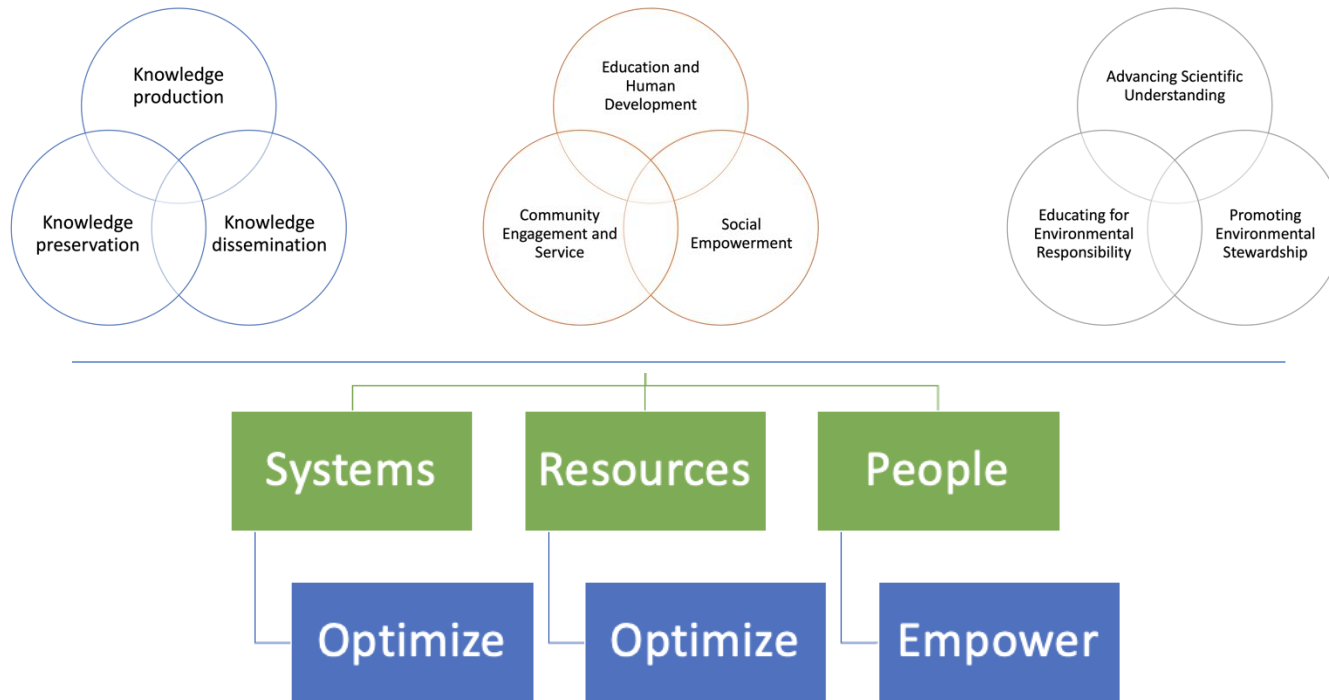 Knowledge
production
Knowledge
preservation
Knowledge
dissemination
Education and
Human
Development
Community
Engagement and
Service
Social
Empowerment
Advancing Scientific
Understanding
Educating for
Environmental
Responsibility
Promoting
Environmental
Stewardship
Systems
Resources
People
Optimize
Optimize
Empower